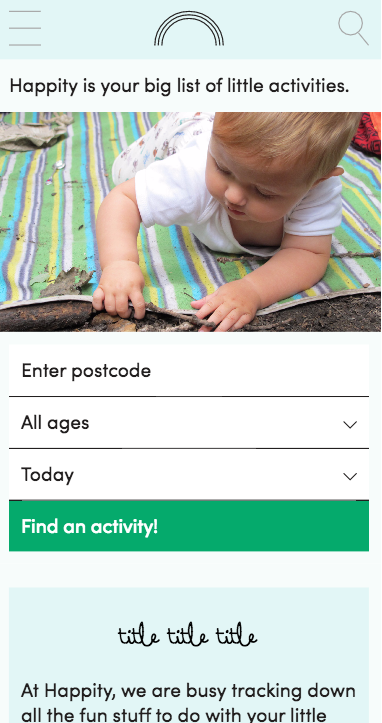 Happity is your big list of little activities.
Enter postcode
All ages
Today
Find an activity!
title title title
At Happity, we are busy tracking down
all the fun stuff to do with your little